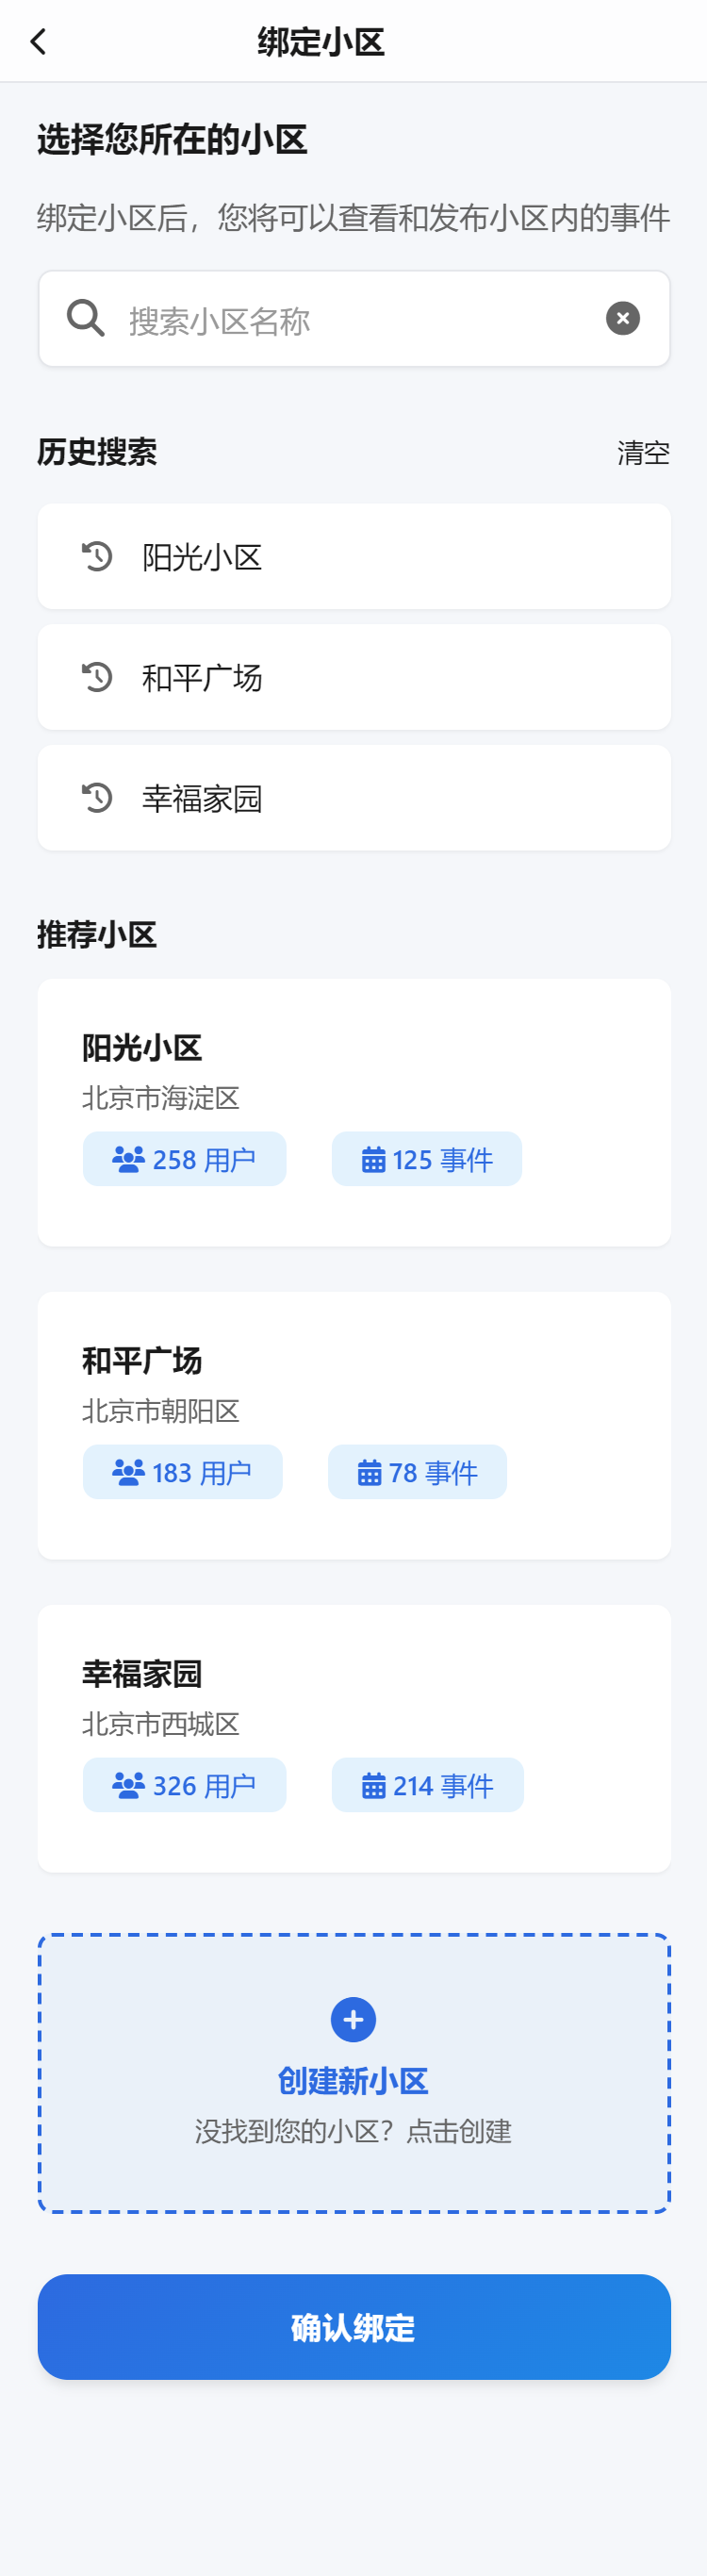 绑定小区
选择您所在的小区
绑定小区后，您将可以查看和发布小区内的事件
搜索小区名称
历史搜索
清空
阳光小区
和平广场
幸福家园
推荐小区
阳光小区
北京市海淀区
258 用户
125 事件
和平广场
北京市朝阳区
183 用户
78 事件
幸福家园
北京市西城区
326 用户
214 事件
创建新小区
没找到您的小区？点击创建
确认绑定